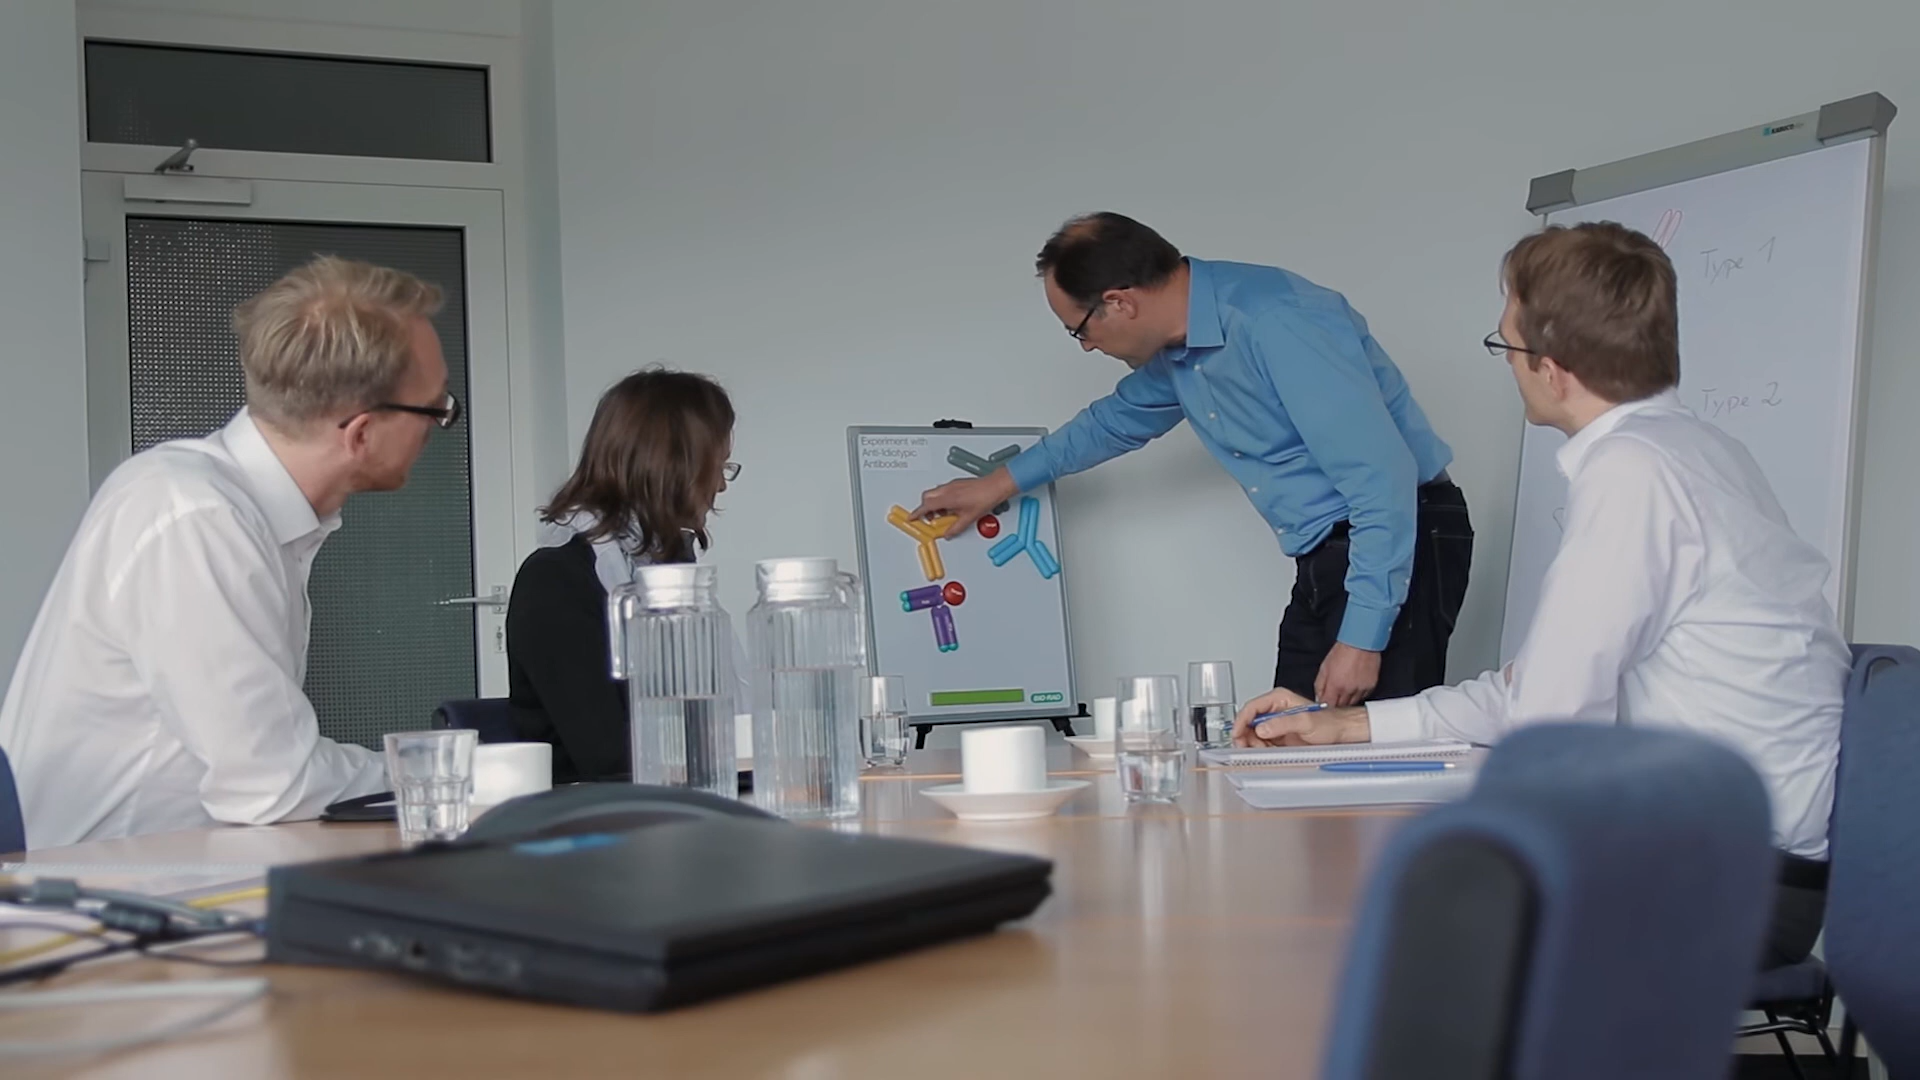 Experiment with
Anti-Idiotypic
Antibodies
BIO-RAD
Type 1
Type 2